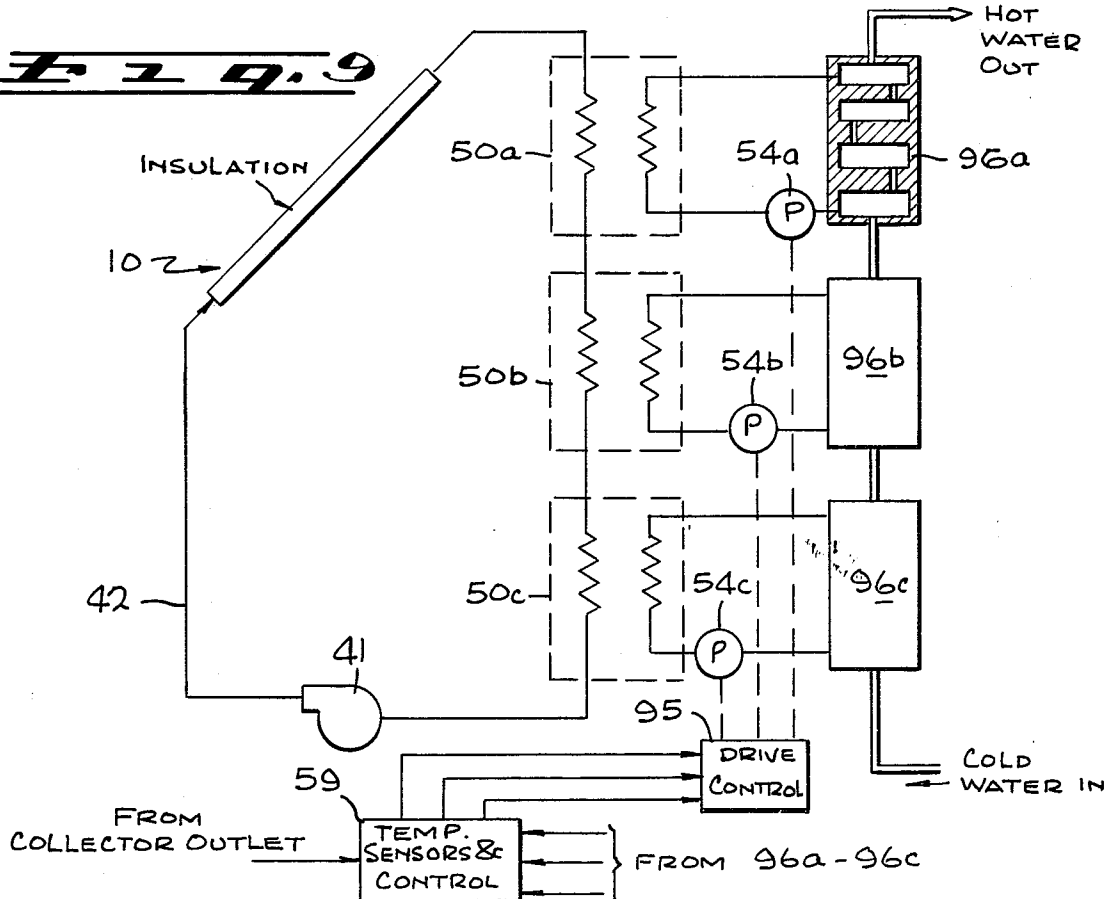 Fig. 9
HOT
WATER
OUT
INSULATION
10
50a
54a
P
96a
50b
54b
P
96b
50c
54c
P
96c
42
41
95
DRIVE
CONTROL
COLD
WATER IN
59
FROM
COLLECTOR OUTLET
TEMP.
SENSORS &c
CONTROL
FROM 96a-96c